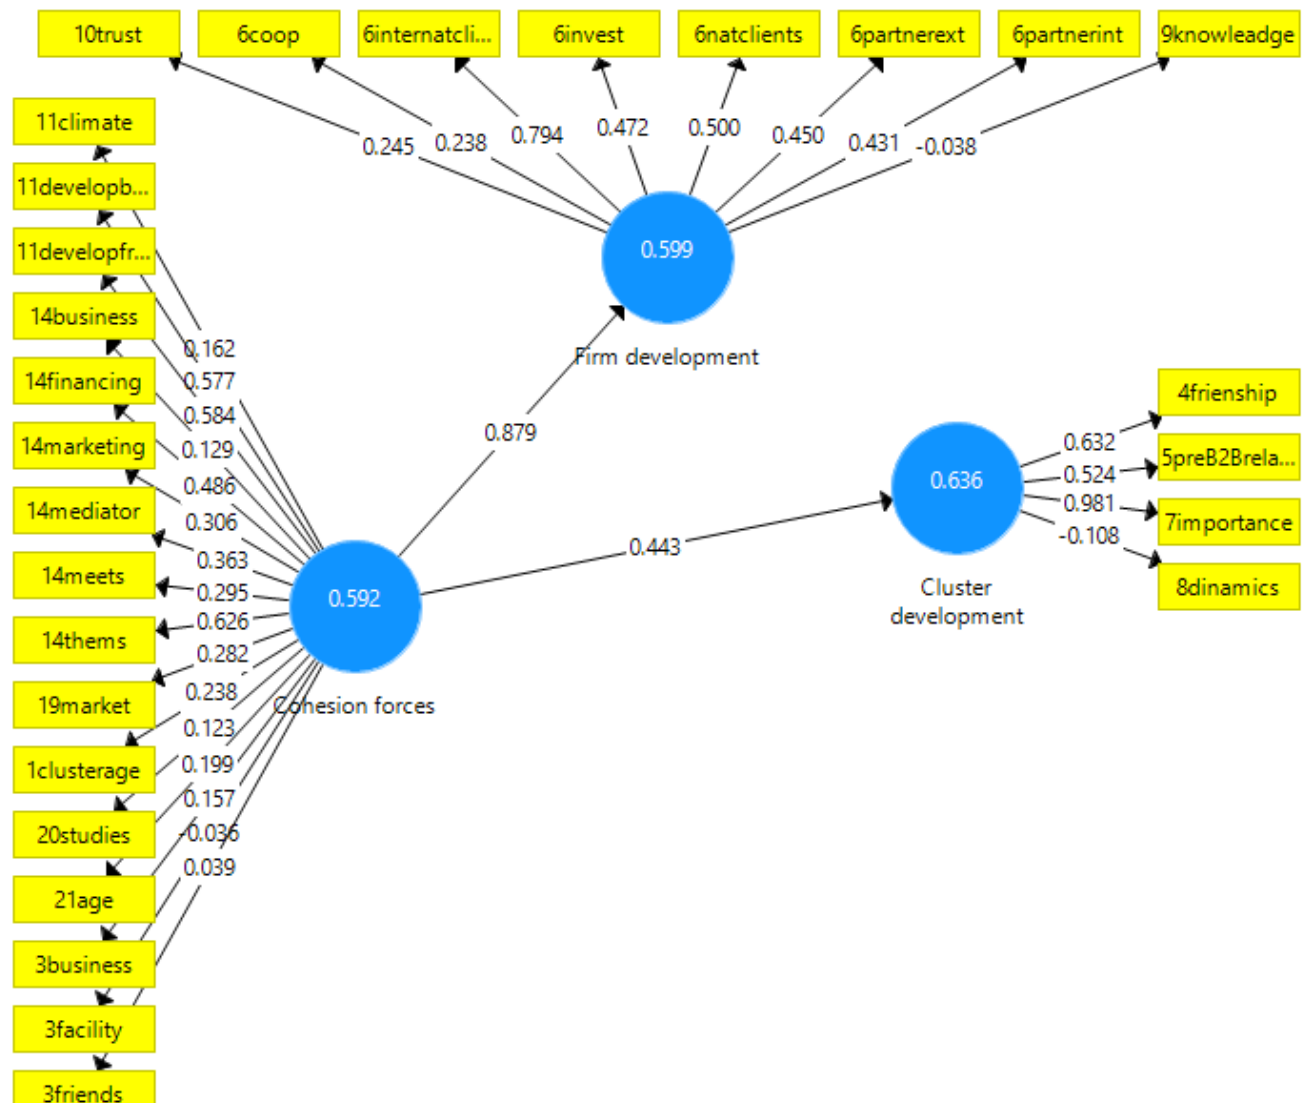 10trust
6coop
6internatcli...
6invest
6natclients
6partnerext
6partnerint
9knowleadge
0.245
0.238
0.794
0.472
0.500
0.450
0.431
-0.038
0.599
Firm development
11climate
11developb...
11developfr...
14business
14financing
14marketing
14mediator
14meets
14thems
19market
1clusterage
20studies
21age
3business
3facility
3friends
0.162
0.577
0.584
0.129
0.486
0.306
0.363
0.295
0.626
0.282
0.238
0.123
0.199
0.157
-0.036
0.039
0.592
Cohesion forces
0.879
0.443
0.636
Cluster
development
0.632
0.524
0.981
-0.108
4frienship
5preB2Brela...
7importance
8dinamics